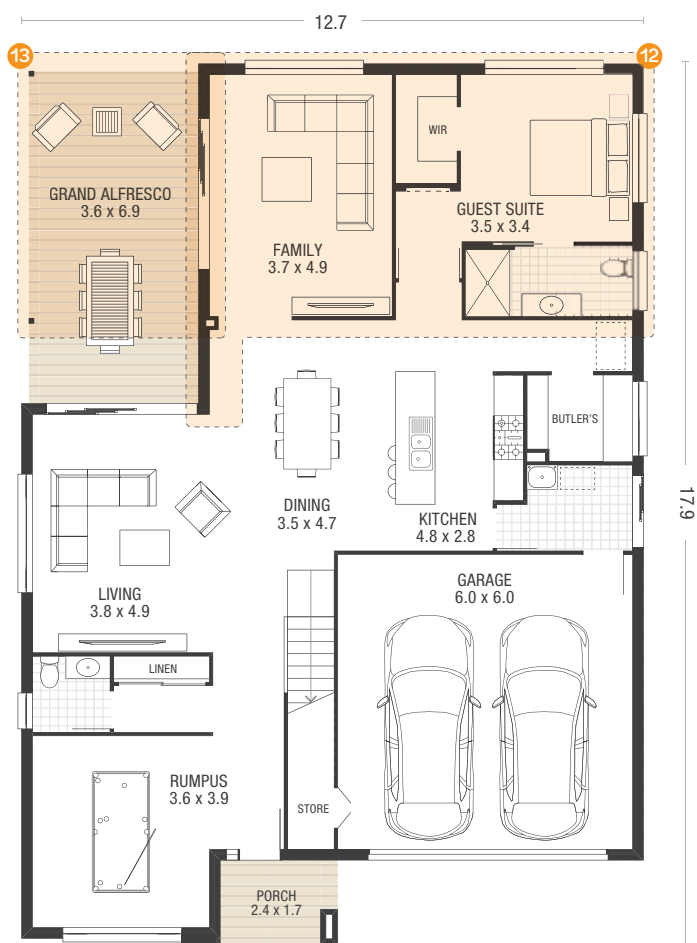 12.7
13
12
WIR
GRAND ALFRESCO
3.6 x 6.9
GUEST SUITE
3.5 x 3.4
FAMILY
3.7 x 4.9
BUTLER'S
DINING
3.5 x 4.7
KITCHEN
4.8 x 2.8
17.9
GARAGE
6.0 x 6.0
LIVING
3.8 x 4.9
LINEN
RUMPUS
3.6 x 3.9
STORE
PORCH
2.4 x 1.7